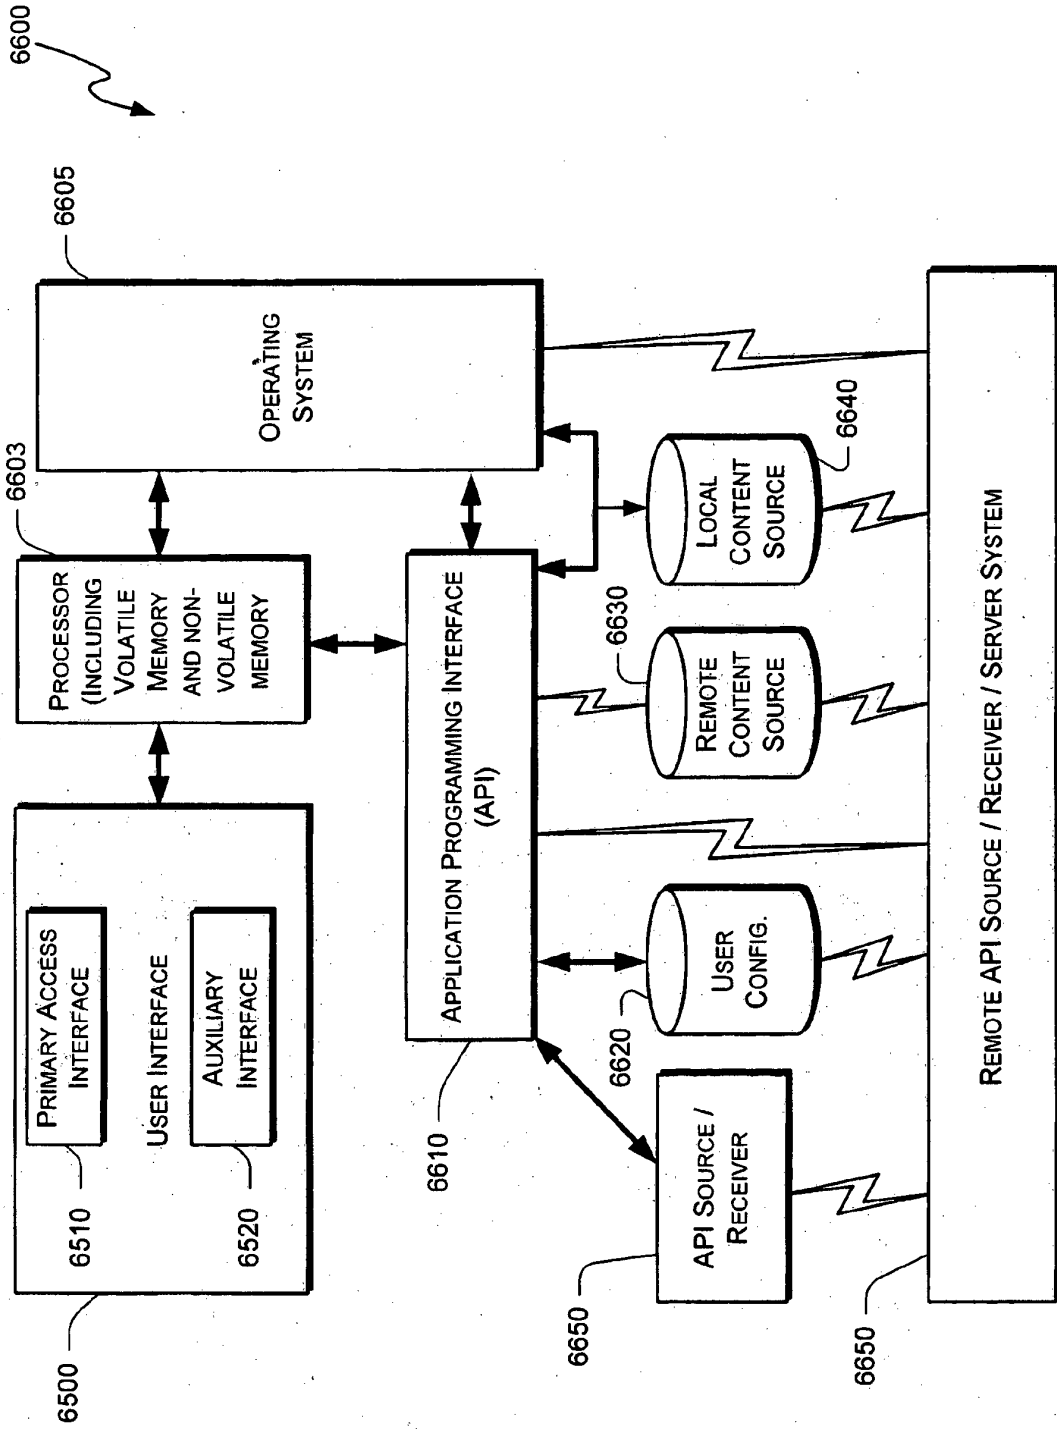 6600
6500
6510
PRIMARY ACCESS
INTERFACE
USER INTERFACE
6520
AUXILIARY
INTERFACE
6603
PROCESSOR
(INCLUDING
VOLATILE
MEMORY
AND NON-
VOLATILE
MEMORY
6605
OPERATING
SYSTEM
6610
APPLICATION PROGRAMMING INTERFACE
(API)
6650
API SOURCE /
RECEIVER
6620
USER
CONFIG.
6630
REMOTE
CONTENT
SOURCE
6640
LOCAL
CONTENT
SOURCE
6650
REMOTE API SOURCE / RECEIVER / SERVER SYSTEM